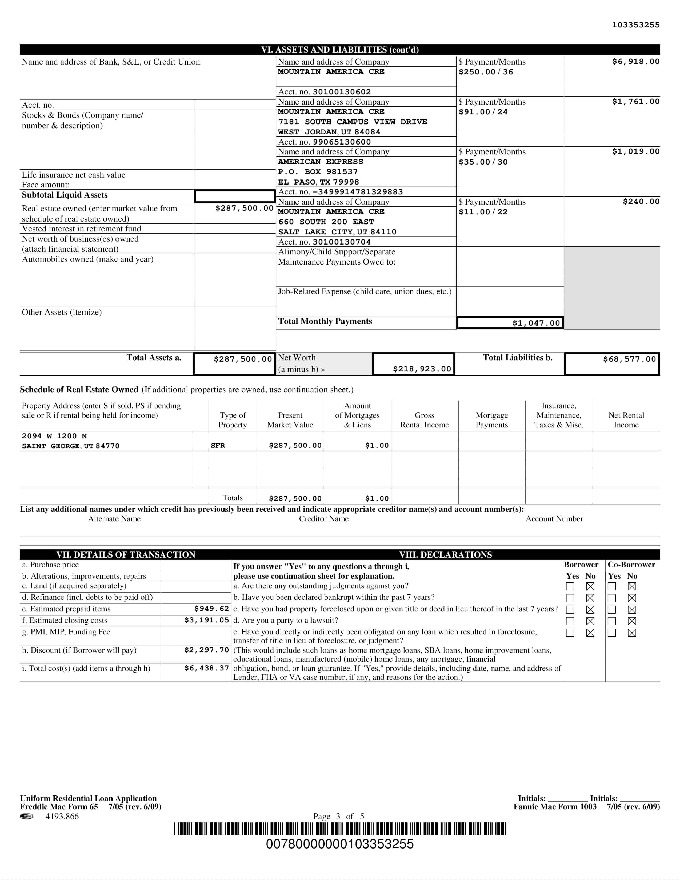 103353255
VI. ASSETS AND LIABILITIES (cont'd)
Name and address of Bank, S&L, or Credit Union
Acct. no.
Stocks & Bonds (Company name/
number & description)
Life insurance net cash value
Face amount:
Subtotal Liquid Assets
Real estate owned (enter market value from
schedule of real estate owned)
$287,500.00
Vested interest in retirement fund
Net worth of business(es) owned
(attach financial statement)
Automobiles owned (make and year)
Other Assets (itemize)
Name and address of Company
MOUNTAIN AMERICA CRE
Acct. no. 30100130602
$ Payment/Months
$250.00/36
$6,918.00
Name and address of Company
MOUNTAIN AMERICA CRE
7181 SOUTH CAMPUS VIEW DRIVE
WEST JORDAN, UT 84084
Acct. no. 99065130600
$ Payment/Months
$91.00/24
$1,761.00
Name and address of Company
AMERICAN EXPRESS
P.O. BOX 981537
EL PASO, TX 79998
Acct. no. -3499914781329883
$ Payment/Months
$35.00/30
$1,019.00
Name and address of Company
MOUNTAIN AMERICA CRE
660 SOUTH 200 EAST
SALT LAKE CITY, UT 84110
Acct. no. 30100130704
$ Payment/Months
$11.00/22
$240.00
Alimony/Child Support/Separate
Maintenance Payments Owed to:
Job-Related Expense (child care, union dues, etc.)
Total Monthly Payments $1,047.00
Total Assets a. $287,500.00 Net Worth
(a minus b) » $218,923.00 Total Liabilities b. $68,577.00
Schedule of Real Estate Owned (If additional properties are owned, use continuation sheet.)
Property Address (enter S if sold, PS if pending
sale or R if rental being held for income)
Type of
Property
Present
Market Value
Amount
of Mortgages
& Liens
Gross
Rental Income
Mortgage
Payments
Insurance,
Maintenance,
Taxes & Misc.
Net Rental
Income
2094 W 1200 N
SAINT GEORGE, UT 84770 SFR $287,500.00 $1.00
Totals $287,500.00 $1.00
List any additional names under which credit has previously been received and indicate appropriate creditor name(s) and account number(s):
Alternate Name Creditor Name Account Number
VII. DETAILS OF TRANSACTION
a. Purchase price
b. Alterations, improvements, repairs
c. Land (if acquired separately)
d. Refinance (incl. debts to be paid off)
e. Estimated prepaid items $949.62
f. Estimated closing costs $3,191.05
g. PMI, MIP, Funding Fee
h. Discount (if Borrower will pay) $2,297.70
i. Total cost(s) (add items a through h) $6,438.37
VIII. DECLARATIONS
If you answer "Yes" to any questions a through i,
please use continuation sheet for explanation.
Borrower Co-Borrower
Yes No Yes No
a. Are there any outstanding judgments against you?
b. Have you been declared bankrupt within the past 7 years?
c. Have you had property foreclosed upon or given title or deed in lieu thereof in the last 7 years?
d. Are you a party to a lawsuit?
e. Have you directly or indirectly been obligated on any loan which resulted in foreclosure,
transfer of title in lieu of foreclosure, or judgment?
(This would include such loans as home mortgage loans, SBA loans, home improvement loans,
educational loans, manufactured (mobile) home loans, any mortgage, financial
obligation, bond, or loan guarantee. If "Yes," provide details, including date, name, and address of
Lender, FHA or VA case number, if any, and reasons for the action.)
Uniform Residential Loan Application
Freddie Mac Form 65 7/05 (rev. 6/09)
4193.866
Page 3 of 5
Initials: Initials:
Fannie Mae Form 1003 7/05 (rev. 6/09)
00780000000103353255